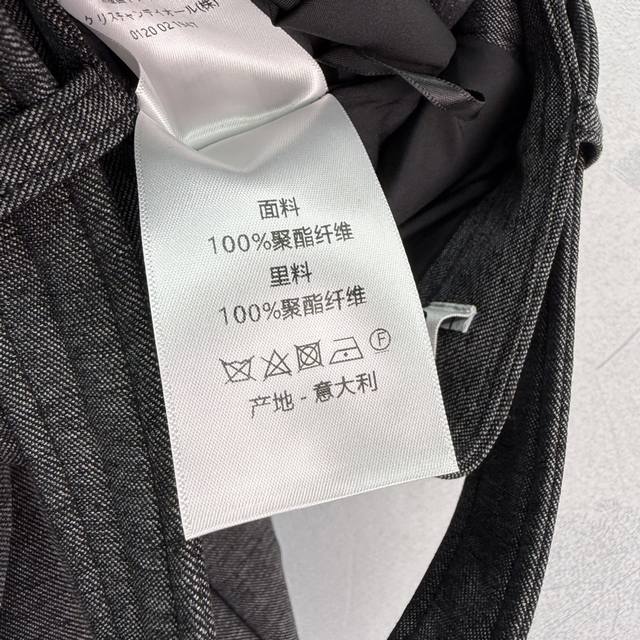 クリスチャンディオール(株)
0120 02 1947
面料
100%聚酯纤维
里料
100%聚酯纤维
F
产地 - 意大利